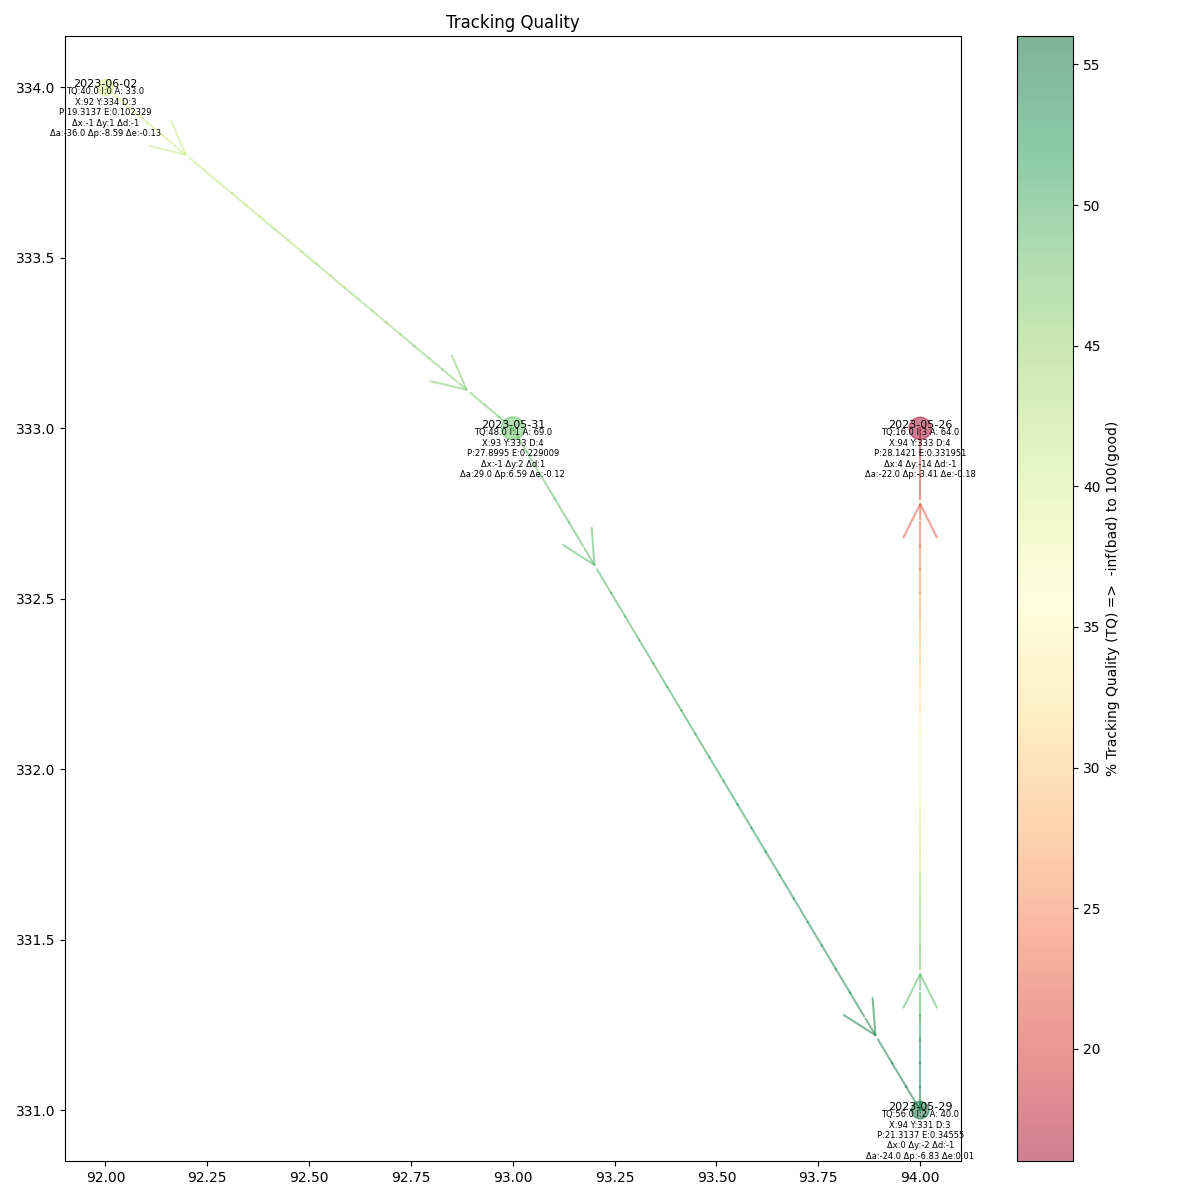 Tracking Quality
334.0
333.5
333.0
332.5
332.0
331.5
331.0
92.00 92.25 92.50 92.75 93.00 93.25 93.50 93.75 94.00
2023-06-02
TQ:40.0 I:0 A: 33.0
X:92 Y:334 D:3
P:19.3137 E:0.102329
Δx:-1 Δy:1 Δd:-1
Δa:-36.0 Δp:-8.59 Δe:-0.13
2023-05-31
TQ:48.0 I:1 A: 69.0
X:93 Y:333 D:4
P:27.8995 E:0.229009
Δx:-1 Δy:2 Δd:1
Δa:29.0 Δp:6.59 Δe:-0.12
2023-05-26
TQ:16.0 I:3 A: 64.0
X:94 Y:333 D:4
P:28.1421 E:0.331951
Δx:4 Δy:-14 Δd:-1
Δa:-22.0 Δp:-3.41 Δe:-0.18
2023-05-29
TQ:56.0 I:2 A: 40.0
X:94 Y:331 D:3
P:21.3137 E:0.34555
Δx:0 Δy:-2 Δd:-1
Δa:-24.0 Δp:-6.83 Δe:0.01
55
50
45
40
35
30
25
20
% Tracking Quality (TQ) => -inf(bad) to 100(good)